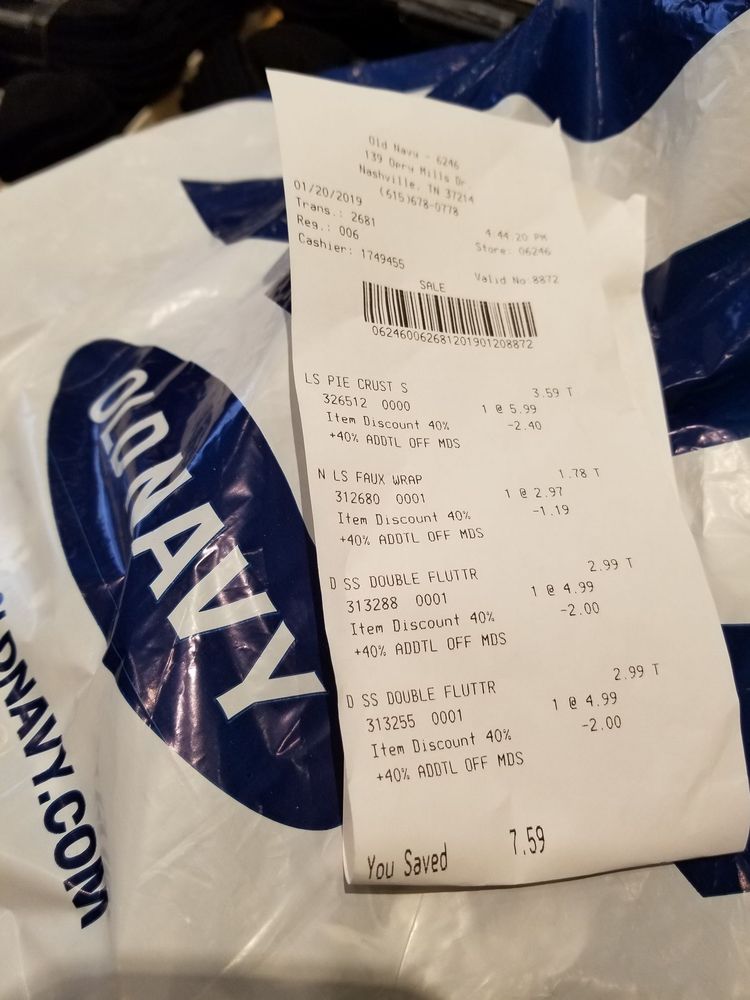 Old Navy - 6246
139 Opry Mills Dr.
Nashville, TN 37214
(615)678-0778
01/20/2019 4:44:20 PM
Trans.: 2681 Store: 06246
Reg.: 006
Cashier: 1749455 Valid No 8872
SALE
062460062681201901208872
LS PIE CRUST S 3.59 T
326512 0000 1 @ 5.99
Item Discount 40% -2.40
+40% ADDTL OFF MDS
N LS FAUX WRAP 1.78 T
312680 0001 1 @ 2.97
Item Discount 40% -1.19
+40% ADDTL OFF MDS
D SS DOUBLE FLUTTR 2.99 T
313288 0001 1 @ 4.99
Item Discount 40% -2.00
+40% ADDTL OFF MDS
D SS DOUBLE FLUTTR 2.99 T
313255 0001 1 @ 4.99
Item Discount 40% -2.00
+40% ADDTL OFF MDS
You Saved 7.59
OLD NAVY
OLDNAVY.COM